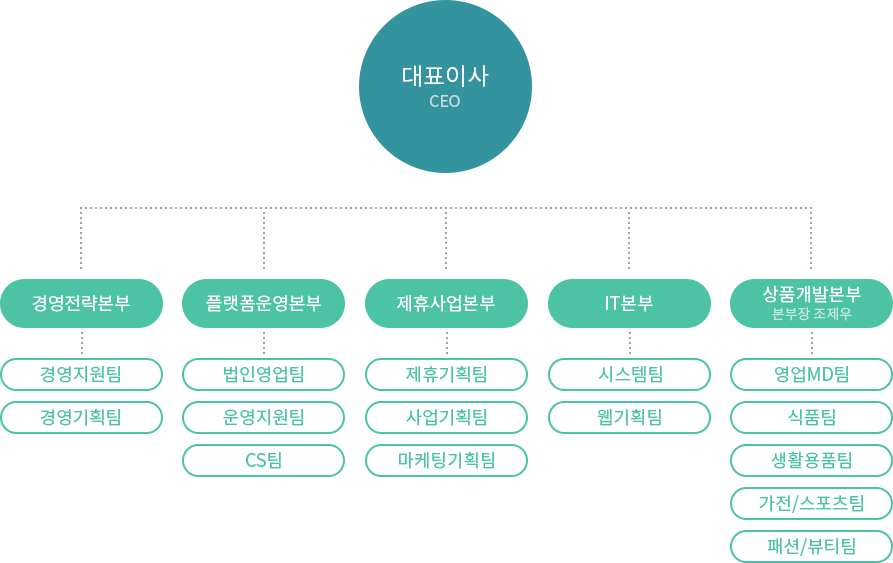 대표이사
CEO
경영전략본부
플랫폼운영본부
제휴사업본부
IT본부
상품개발본부
본부장 조제우
경영지원팀
법인영업팀
제휴기획팀
시스템팀
영업MD팀
경영기획팀
운영지원팀
사업기획팀
웹기획팀
식품팀
CS팀
마케팅기획팀
생활용품팀
가전/스포츠팀
패션/뷰티팀